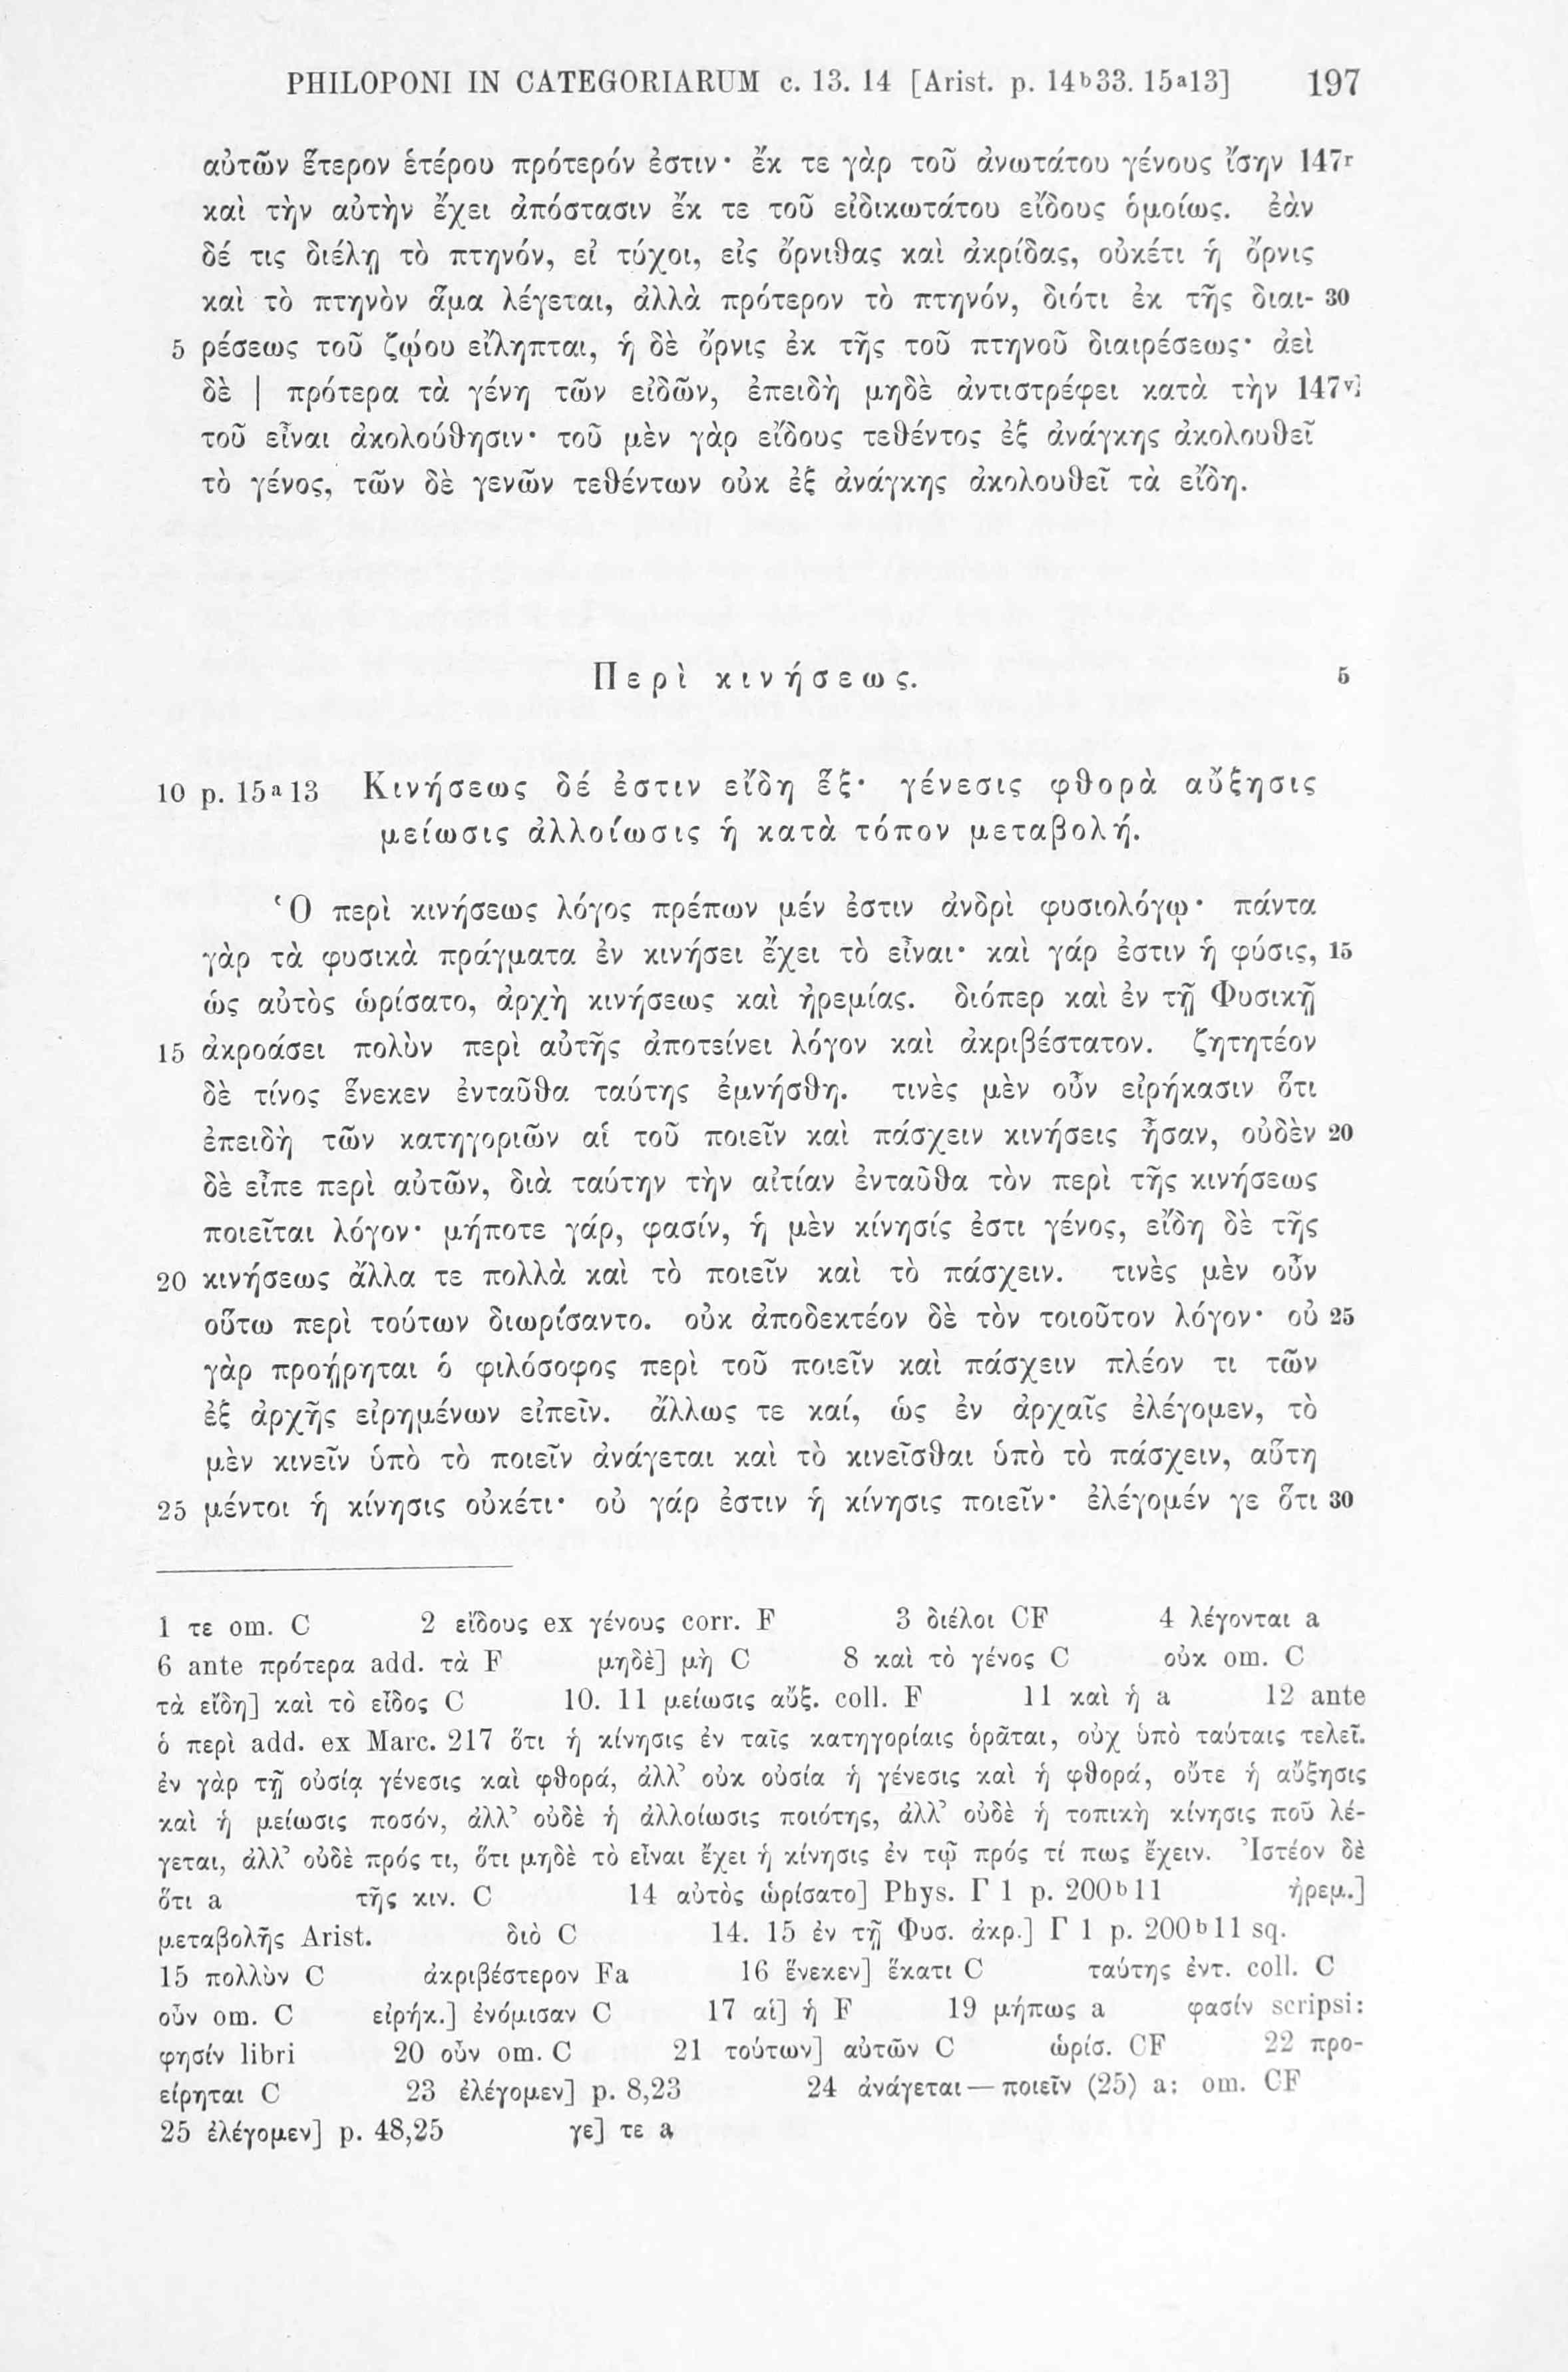 PHILOPONI IN CATEGORIARUM c. 13. 14 [Arist. p. 14b33. 15a13] 197
αὐτῶν ἕτερον ἑτέρου πρότερόν ἐστιν· ἔκ τε γὰρ τοῦ ἀνωτάτου γένους ἴσην 147r
καὶ τὴν αὐτὴν ἔχει ἀπόστασιν ἔκ τε τοῦ εἰδικωτάτου εἴδους ὁμοίως. ἐὰν
δέ τις διέλῃ τὸ πτηνόν, εἰ τύχοι, εἰς ὄρνιθας καὶ ἀκρίδας, οὐκέτι ἡ ὄρνις
καὶ τὸ πτηνὸν ἅμα λέγεται, ἀλλὰ πρότερον τὸ πτηνόν, διότι ἐκ τῆς διαι- 30
5 ρέσεως τοῦ ζῴου εἴληπται, ἡ δὲ ὄρνις ἐκ τῆς τοῦ πτηνοῦ διαιρέσεως· ἀεὶ
δὲ | πρότερα τὰ γένη τῶν εἰδῶν, ἐπειδὴ μηδὲ ἀντιστρέφει κατὰ τὴν 147v]
τοῦ εἶναι ἀκολούθησιν· τοῦ μὲν γὰρ εἴδους τεθέντος ἐξ ἀνάγκης ἀκολουθεῖ
τὸ γένος, τῶν δὲ γενῶν τεθέντων οὐκ ἐξ ἀνάγκης ἀκολουθεῖ τὰ εἴδη.
Περὶ κινήσεως. 5
10 p. 15a13 Κινήσεως δέ ἐστιν εἴδη ἕξ· γένεσις φθορὰ αὔξησις
μείωσις ἀλλοίωσις ἡ κατὰ τόπον μεταβολή.
Ὁ περὶ κινήσεως λόγος πρέπων μέν ἐστιν ἀνδρὶ φυσιολόγῳ· πάντα
γὰρ τὰ φυσικὰ πράγματα ἐν κινήσει ἔχει τὸ εἶναι· καὶ γάρ ἐστιν ἡ φύσις, 15
ὡς αὐτὸς ὡρίσατο, ἀρχὴ κινήσεως καὶ ἠρεμίας. διόπερ καὶ ἐν τῇ Φυσικῇ
15 ἀκροάσει πολὺν περὶ αὐτῆς ἀποτείνει λόγον καὶ ἀκριβέστατον. ζητητέον
δὲ τίνος ἕνεκεν ἐνταῦθα ταύτης ἐμνήσθη. τινὲς μὲν οὖν εἰρήκασιν ὅτι
ἐπειδὴ τῶν κατηγοριῶν αἱ τοῦ ποιεῖν καὶ πάσχειν κινήσεις ἦσαν, οὐδὲν 20
δὲ εἶπε περὶ αὐτῶν, διὰ ταύτην τὴν αἰτίαν ἐνταῦθα τὸν περὶ τῆς κινήσεως
ποιεῖται λόγον· μήποτε γάρ, φασίν, ἡ μὲν κίνησίς ἐστι γένος, εἴδη δὲ τῆς
20 κινήσεως ἄλλα τε πολλὰ καὶ τὸ ποιεῖν καὶ τὸ πάσχειν. τινὲς μὲν οὖν
οὕτω περὶ τούτων διωρίσαντο. οὐκ ἀποδεκτέον δὲ τὸν τοιοῦτον λόγον· οὐ 25
γὰρ προῄρηται ὁ φιλόσοφος περὶ τοῦ ποιεῖν καὶ πάσχειν πλέον τι τῶν
ἐξ ἀρχῆς εἰρημένων εἰπεῖν. ἄλλως τε καί, ὡς ἐν ἀρχαῖς ἐλέγομεν, τὸ
μὲν κινεῖν ὑπὸ τὸ ποιεῖν ἀνάγεται καὶ τὸ κινεῖσθαι ὑπὸ τὸ πάσχειν, αὕτη
25 μέντοι ἡ κίνησις οὐκέτι· οὐ γάρ ἐστιν ἡ κίνησις ποιεῖν· ἐλέγομέν γε ὅτι 30
1 τε om. C 2 εἴδους ex γένους corr. F 3 διέλοι CF 4 λέγονται a
6 ante πρότερα add. τὰ F μηδὲ] μὴ C 8 καὶ τὸ γένος C οὐκ om. C
τὰ εἴδη] καὶ τὸ εἶδος C 10. 11 μείωσις αὔξ. coll. F 11 καὶ ἡ a 12 ante
ὁ περὶ add. ex Marc. 217 ὅτι ἡ κίνησις ἐν ταῖς κατηγορίαις ὁρᾶται, οὐχ ὑπὸ ταύταις τελεῖ.
ἐν γὰρ τῇ οὐσίᾳ γένεσις καὶ φθορά, ἀλλ’ οὐκ οὐσία ἡ γένεσις καὶ ἡ φθορά, οὔτε ἡ αὔξησις
καὶ ἡ μείωσις ποσόν, ἀλλ’ οὐδὲ ἡ ἀλλοίωσις ποιότης, ἀλλ’ οὐδὲ ἡ τοπικὴ κίνησις ποῦ λέ-
γεται, ἀλλ’ οὐδὲ πρός τι, ὅτι μηδὲ τὸ εἶναι ἔχει ἡ κίνησις ἐν τῷ πρός τί πως ἔχειν. Ἰστέον δὲ
ὅτι a τῆς κιν. C 14 αὐτὸς ὡρίσατο] Phys. Γ 1 p. 200b11 ἠρεμ.]
μεταβολῆς Arist. διὸ C 14. 15 ἐν τῇ Φυσ. ἀκρ.] Γ 1 p. 200b11 sq.
15 πολλὺν C ἀκριβέστερον Fa 16 ἕνεκεν] ἕκατι C ταύτης ἐντ. coll. C
οὖν om. C εἰρήκ.] ἐνόμισαν C 17 αἱ] ἡ F 19 μήπως a φασίν scripsi:
φησίν libri 20 οὖν om. C 21 τούτων] αὐτῶν C ὡρίσ. CF 22 προ-
είρηται C 23 ἐλέγομεν] p. 8,23 24 ἀνάγεται — ποιεῖν (25) a: om. CF
25 ἐλέγομεν] p. 48,25 γε] τε a